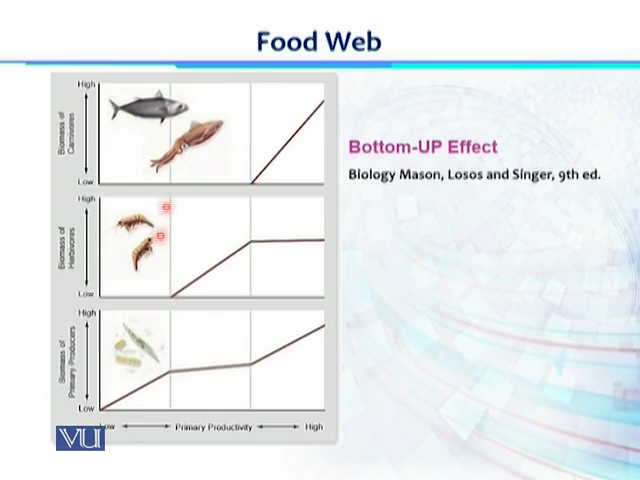 Food Web
High
Biomass of
Carnivores
Low
Bottom-UP Effect
Biology Mason, Losos and Singer, 9th ed.
High
Biomass of
Herbivores
Low
High
Biomass of
Primary Producers
Low
Low
Primary Productivity
High
VU